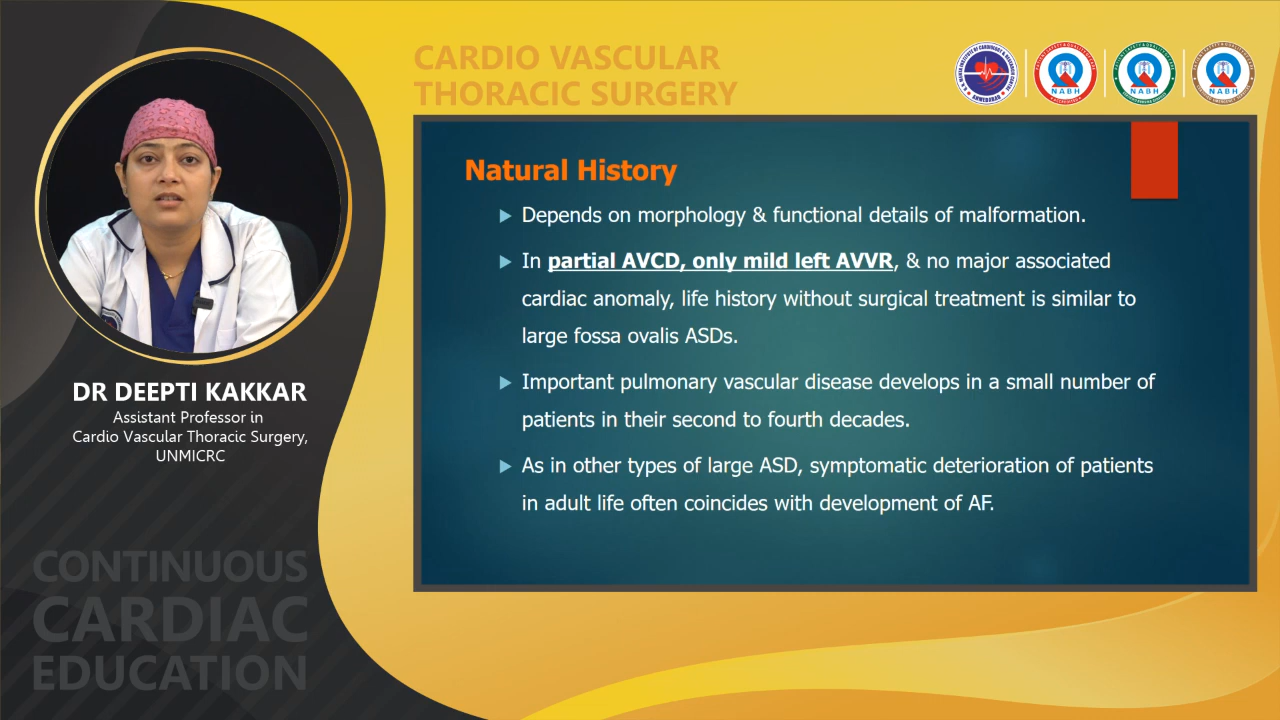 CARDIO VASCULAR
THORACIC SURGERY
NABH
NABH
NABH
Natural History
Depends on morphology & functional details of malformation.
In partial AVCD, only mild left AVVR, & no major associated
cardiac anomaly, life history without surgical treatment is similar to
large fossa ovalis ASDs.
Important pulmonary vascular disease develops in a small number of
patients in their second to fourth decades.
As in other types of large ASD, symptomatic deterioration of patients
in adult life often coincides with development of AF.
DR DEEPTI KAKKAR
Assistant Professor in
Cardio Vascular Thoracic Surgery,
UNMICRC
CONTINUOUS
CARDIAC
EDUCATION